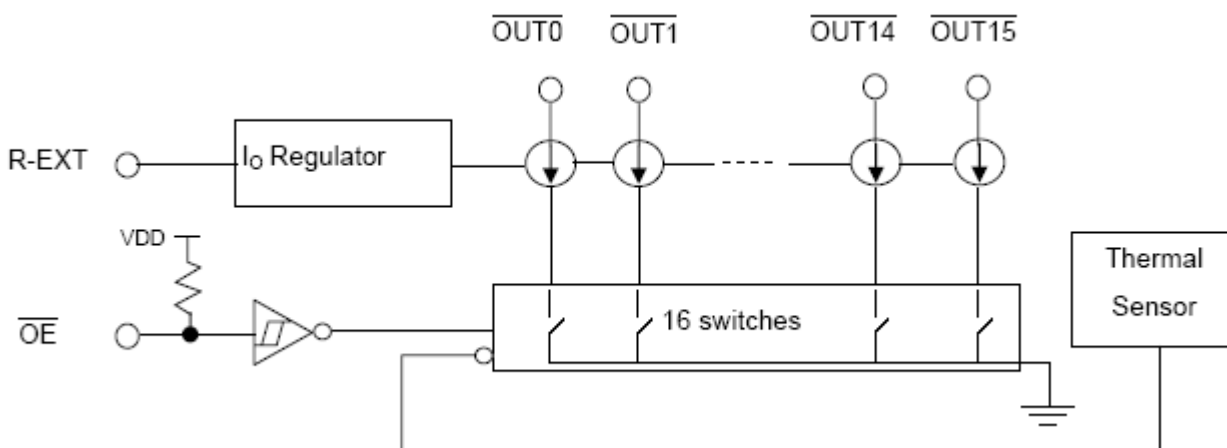 OUT0 OUT1 OUT14 OUT15
R-EXT
IO Regulator
VDD
OE
16 switches
Thermal
Sensor